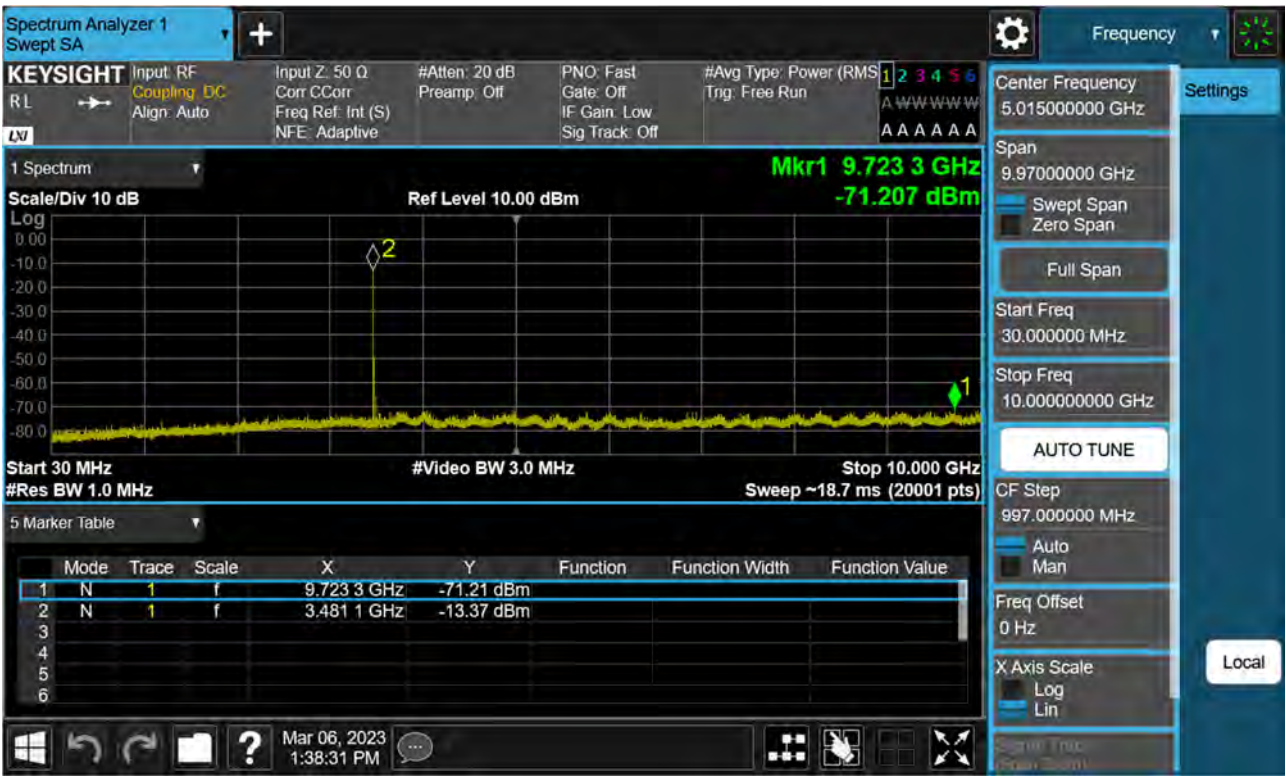 Spectrum Analyzer 1
Swept SA
+
Frequency
KEYSIGHT
R L
LXI
Input: RF
Coupling: DC
Align: Auto
Input Z: 50 Ω
Corr CCorr
Freq Ref: Int (S)
NFE: Adaptive
#Atten: 20 dB
Preamp: Off
PNO: Fast
Gate: Off
IF Gain: Low
Sig Track: Off
#Avg Type: Power (RMS
Trig: Free Run
1 2 3 4 5 6
A W W W W W
A A A A A A
1 Spectrum
Mkr1 9.723 3 GHz
Scale/Div 10 dB
Ref Level 10.00 dBm
-71.207 dBm
Log
0.00
-10.0
-20.0
-30.0
-40.0
-50.0
-60.0
-70.0
-80.0
2
1
Start 30 MHz
#Video BW 3.0 MHz
Stop 10.000 GHz
#Res BW 1.0 MHz
Sweep ~18.7 ms (20001 pts)
5 Marker Table
Mode Trace Scale X Y Function Function Width Function Value
1 N 1 f 9.723 3 GHz -71.21 dBm
2 N 1 f 3.481 1 GHz -13.37 dBm
3
4
5
6
Center Frequency
5.015000000 GHz
Settings
Span
9.97000000 GHz
Swept Span
Zero Span
Full Span
Start Freq
30.000000 MHz
Stop Freq
10.000000000 GHz
AUTO TUNE
CF Step
997.000000 MHz
Auto
Man
Freq Offset
0 Hz
X Axis Scale
Log
Lin
Local
?
Mar 06, 2023
1:38:31 PM